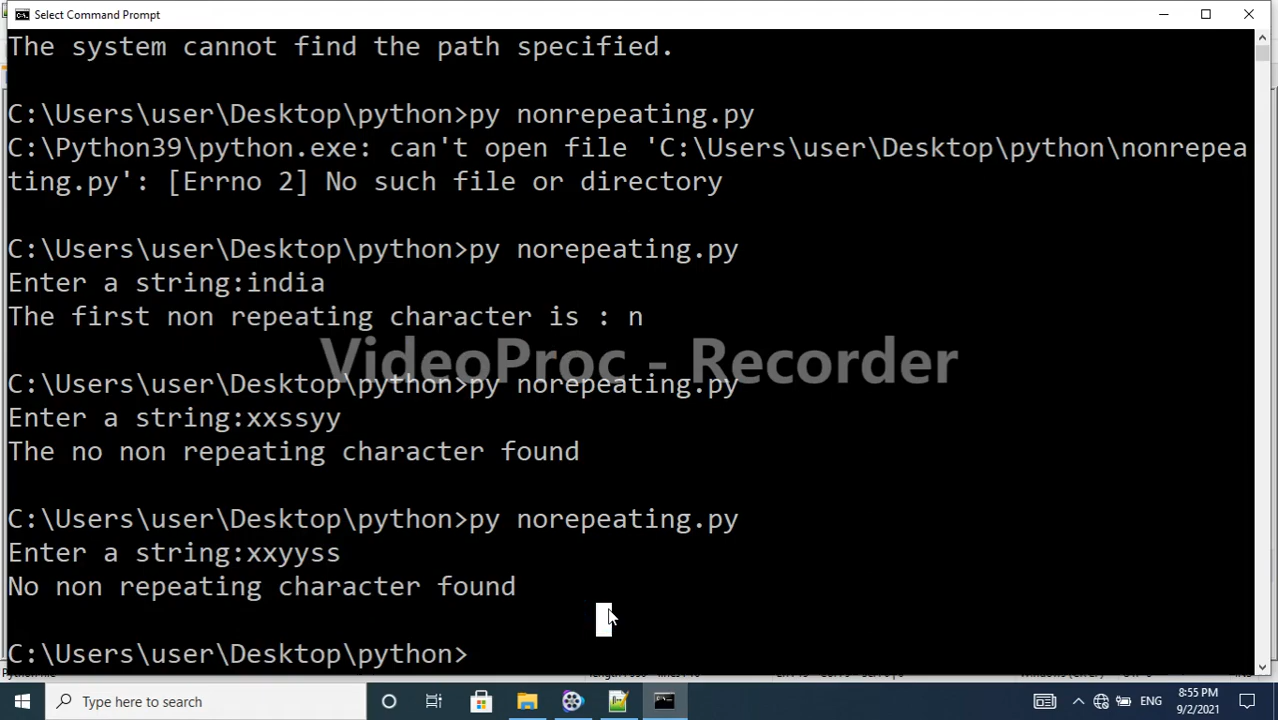 Select Command Prompt
The system cannot find the path specified.
C:\Users\user\Desktop\python>py nonrepeating.py
C:\Python39\python.exe: can't open file 'C:\Users\user\Desktop\python\nonrepea
ting.py': [Errno 2] No such file or directory
C:\Users\user\Desktop\python>py norepeating.py
Enter a string:india
The first non repeating character is : n
VideoProc - Recorder
C:\Users\user\Desktop\python>py norepeating.py
Enter a string:xxssyy
The no non repeating character found
C:\Users\user\Desktop\python>py norepeating.py
Enter a string:xxyyss
No non repeating character found
C:\Users\user\Desktop\python>
Type here to search
ENG
8:55 PM
9/2/2021